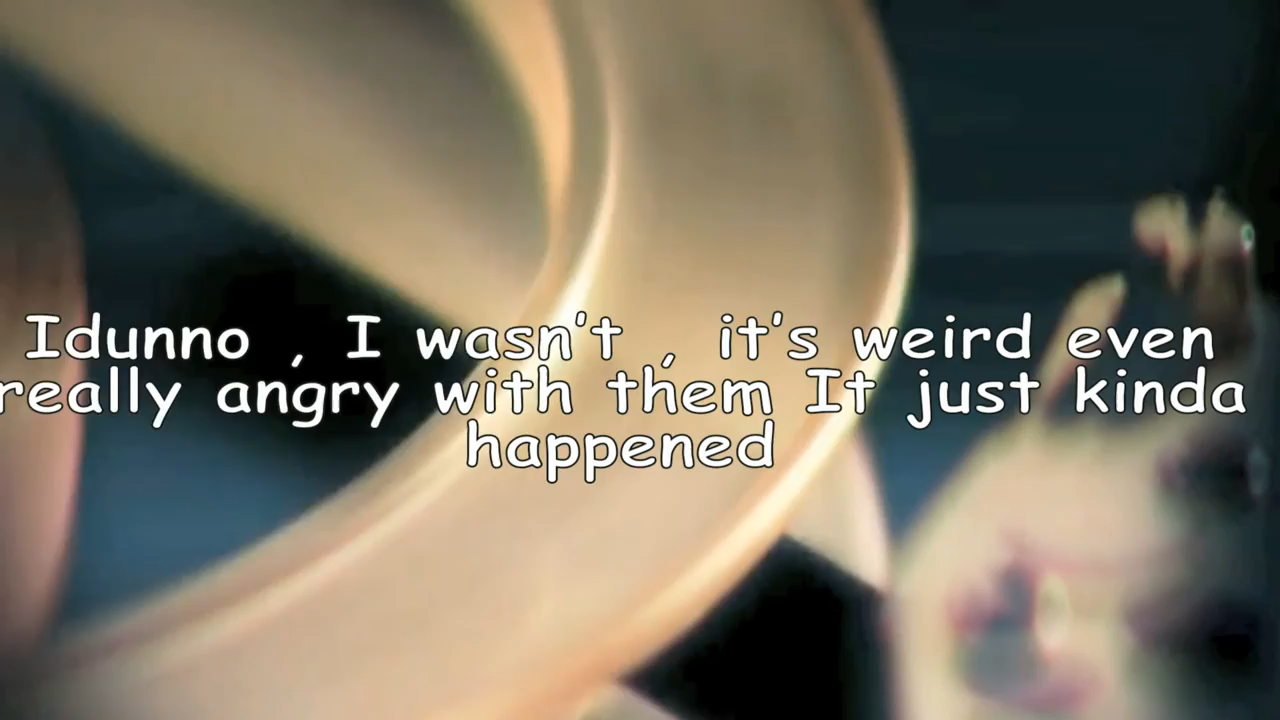 Idunno , I wasn't , it's weird even
really angry with them It just kinda
happened